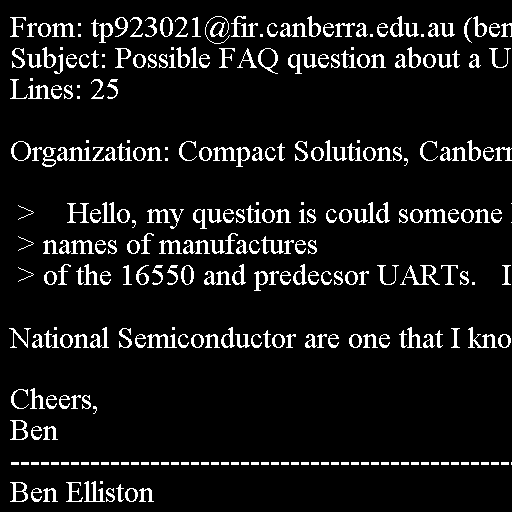 From: tp923021@fir.canberra.edu.au (ben
Subject: Possible FAQ question about a U
Lines: 25
Organization: Compact Solutions, Canberr
> Hello, my question is could someone
> names of manufactures
> of the 16550 and predecsor UARTs. I
National Semiconductor are one that I kno
Cheers,
Ben
--------------------------------------------------
Ben Elliston